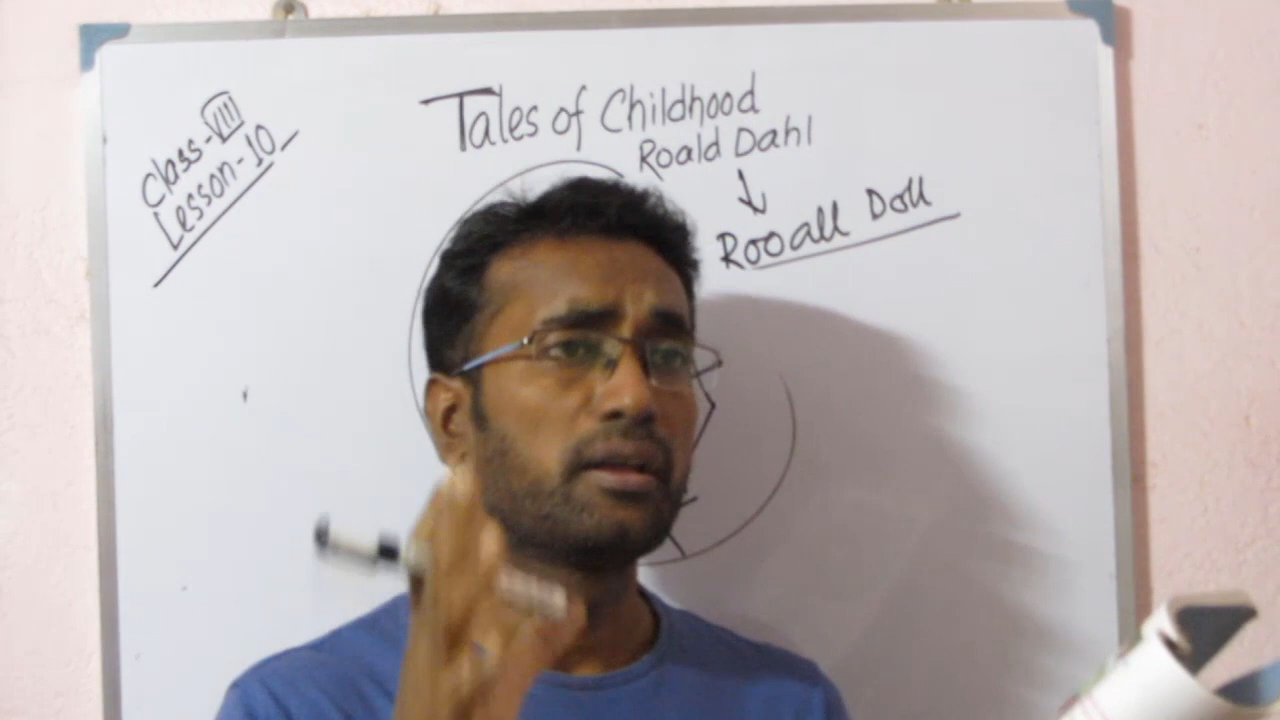 Class-VIII
Lesson-10
Tales of Childhood
Roald Dahl
Rooall Doll